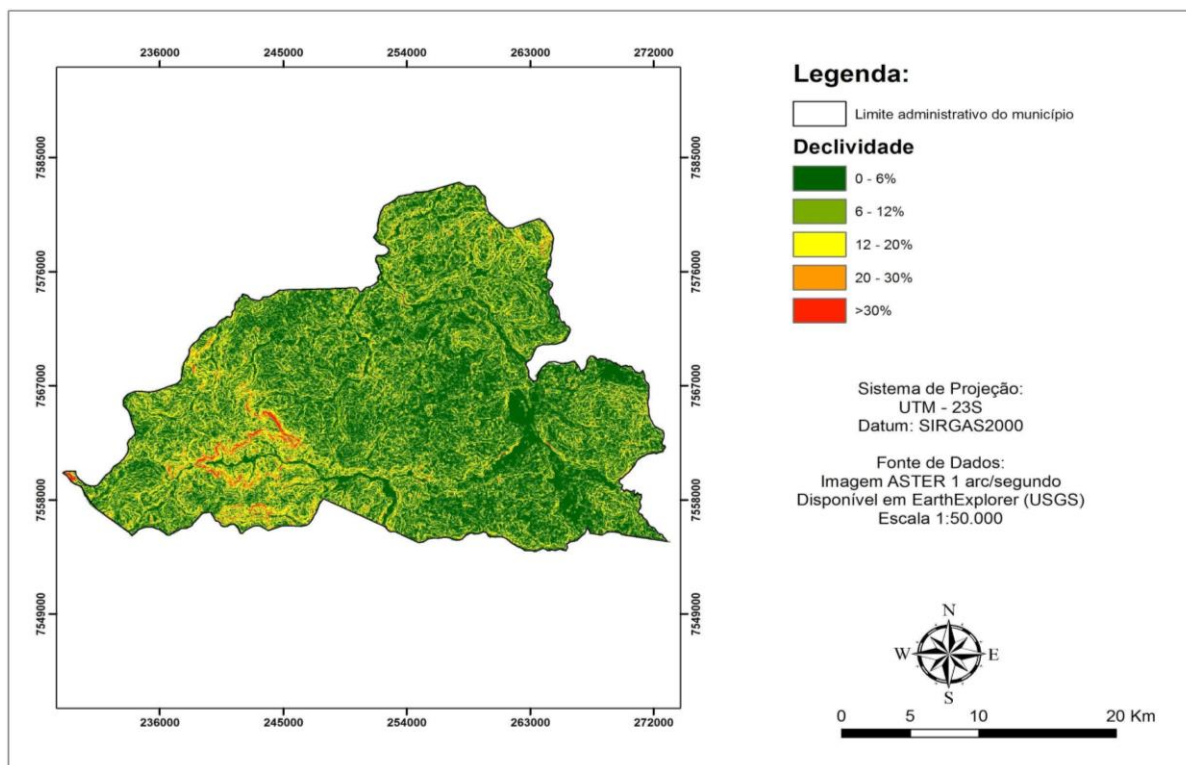 236000 245000 254000 263000 272000
7585000 7585000
7576000 7576000
7567000 7567000
7558000 7558000
7549000 7549000
236000 245000 254000 263000 272000
Legenda:
Limite administrativo do município
Declividade
0 - 6%
6 - 12%
12 - 20%
20 - 30%
>30%
Sistema de Projeção:
UTM - 23S
Datum: SIRGAS2000
Fonte de Dados:
Imagem ASTER 1 arc/segundo
Disponível em EarthExplorer (USGS)
Escala 1:50.000
N
W E
S
0 5 10 20 Km